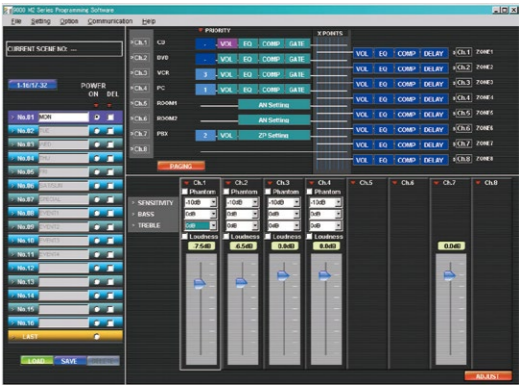 9000 M2 Series Programming Software
File Setting Option Communication Help
CURRENT SCENE NO: ---
1-16/17-32
POWER
ON DEL
No.01 MON
No.02 TUE
No.03
No.04 THU
No.05 FRI
No.06
No.07 SPECIAL
No.08 EVENT1
No.09 EVENT2
No.10
No.11
No.12
No.13
No.14
No.15
No.16
LAST
LOAD SAVE
PRIORITY
X POINTS
Ch.1 CD - VOL EQ COMP GATE
Ch.2 DVD - VOL EQ COMP GATE
Ch.3 VCR 3 VOL EQ COMP GATE
Ch.4 PC 1 VOL EQ COMP GATE
Ch.5 ROOM1 AN Setting
Ch.6 ROOM2 AN Setting
Ch.7 PBX 2 VOL ZP Setting
Ch.8
PAGING
VOL EQ COMP DELAY Ch.1 ZONE1
VOL EQ COMP DELAY Ch.2 ZONE2
VOL EQ COMP DELAY Ch.3 ZONE3
VOL EQ COMP DELAY Ch.4 ZONE4
VOL EQ COMP DELAY Ch.5 ZONE5
VOL EQ COMP DELAY Ch.6 ZONE6
VOL EQ COMP DELAY Ch.7 ZONE7
VOL EQ COMP DELAY Ch.8 ZONE8
Ch.1 Ch.2 Ch.3 Ch.4 Ch.5 Ch.6 Ch.7 Ch.8
Phantom Phantom Phantom Phantom
SENSITIVITY -10dB -10dB -10dB -10dB
BASS 0dB 0dB 0dB 0dB
TREBLE 0dB 0dB 0dB 0dB
Loudness Loudness Loudness Loudness
-7.5dB -6.5dB 0.0dB 0.0dB 0.0dB
ADJUST